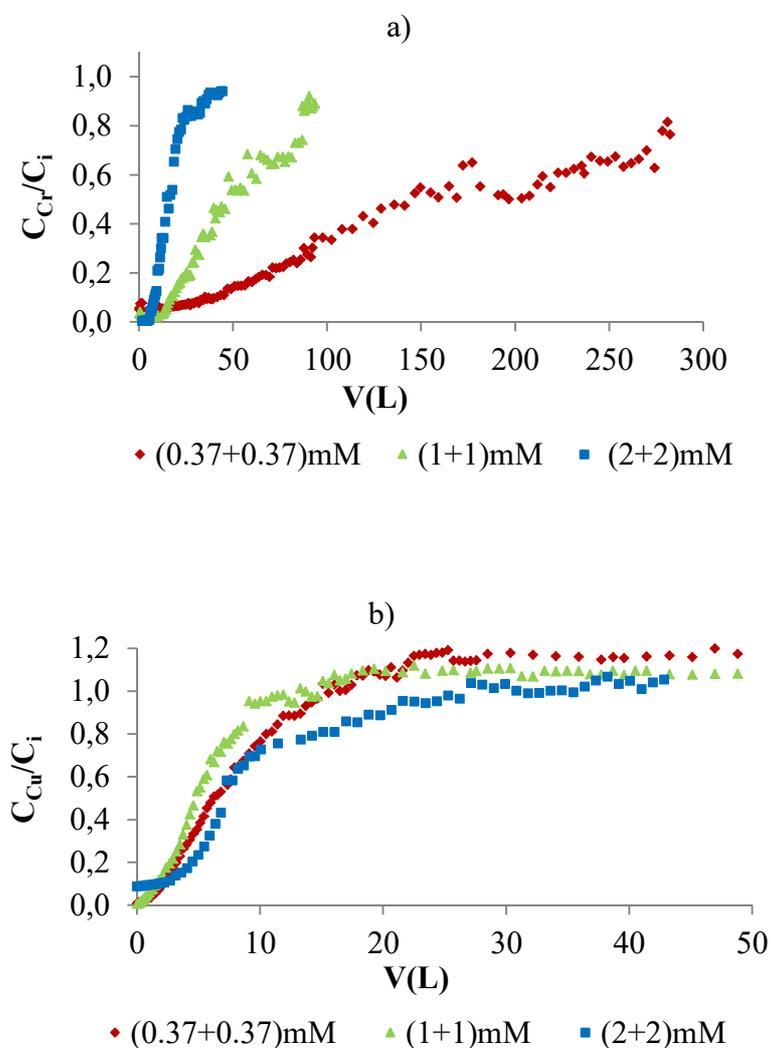 a)
1,0
0,8
0,6
0,4
0,2
0,0
C_Cr/C_i
0 50 100 150 200 250 300
V(L)
(0.37+0.37)mM (1+1)mM (2+2)mM
b)
1,2
1,0
0,8
0,6
0,4
0,2
0,0
C_Cu/C_i
0 10 20 30 40 50
V(L)
(0.37+0.37)mM (1+1)mM (2+2)mM